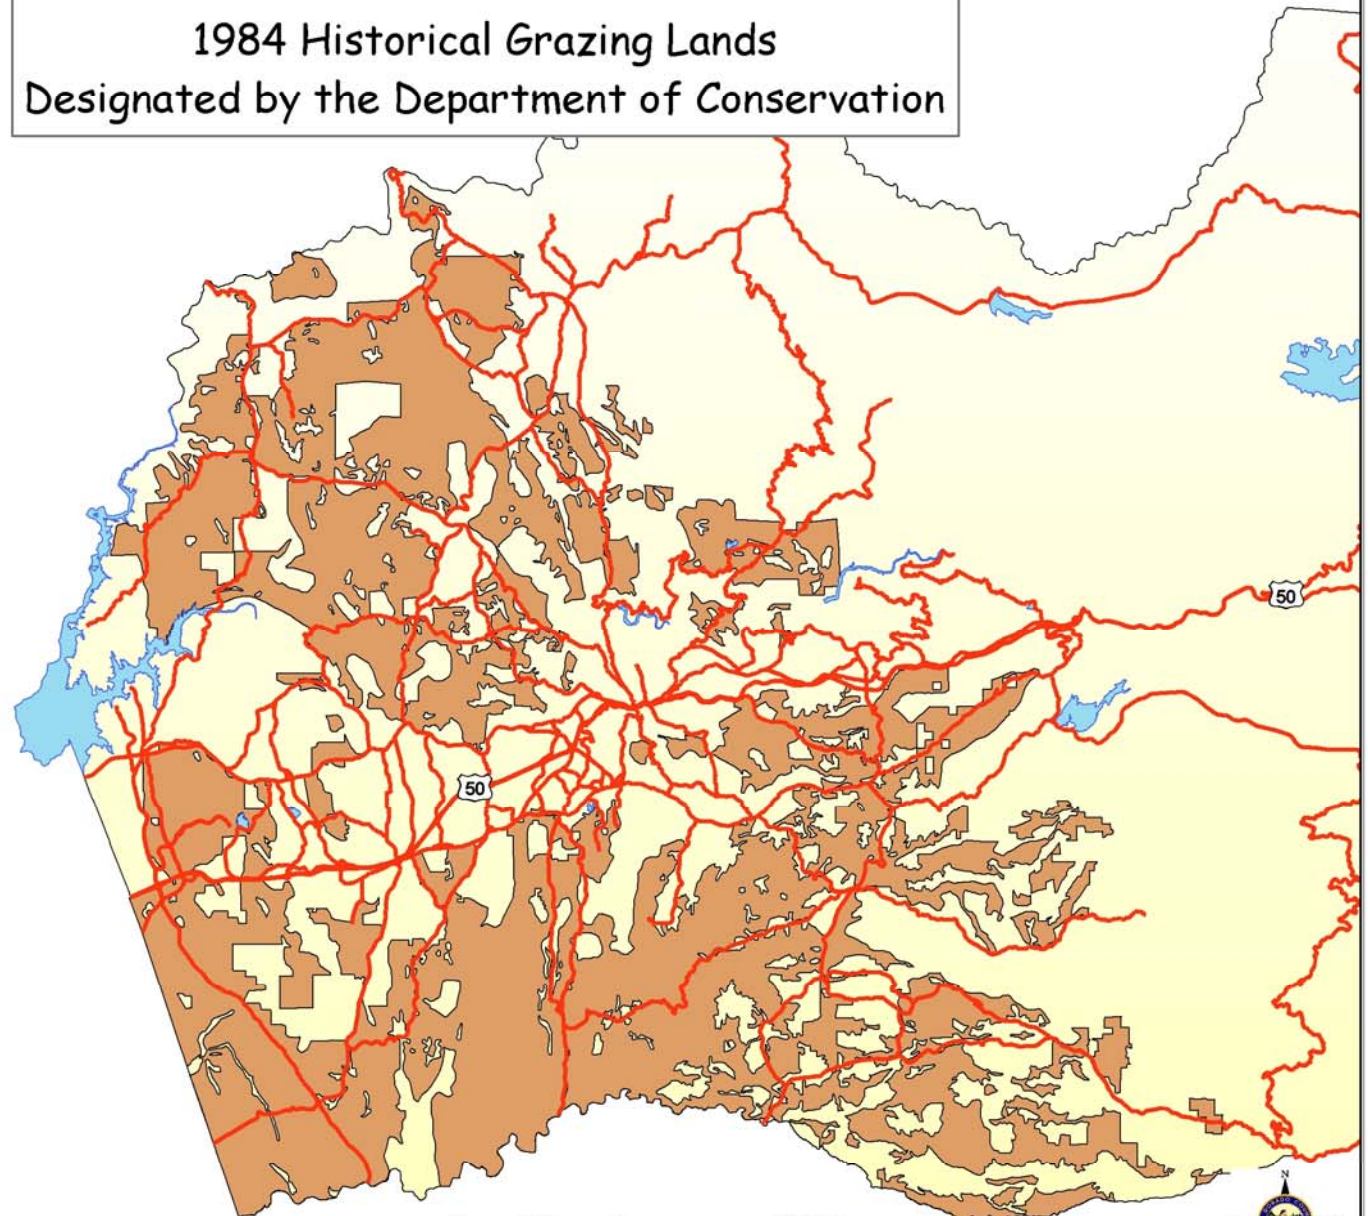 1984 Historical Grazing Lands
Designated by the Department of Conservation
50
50
N